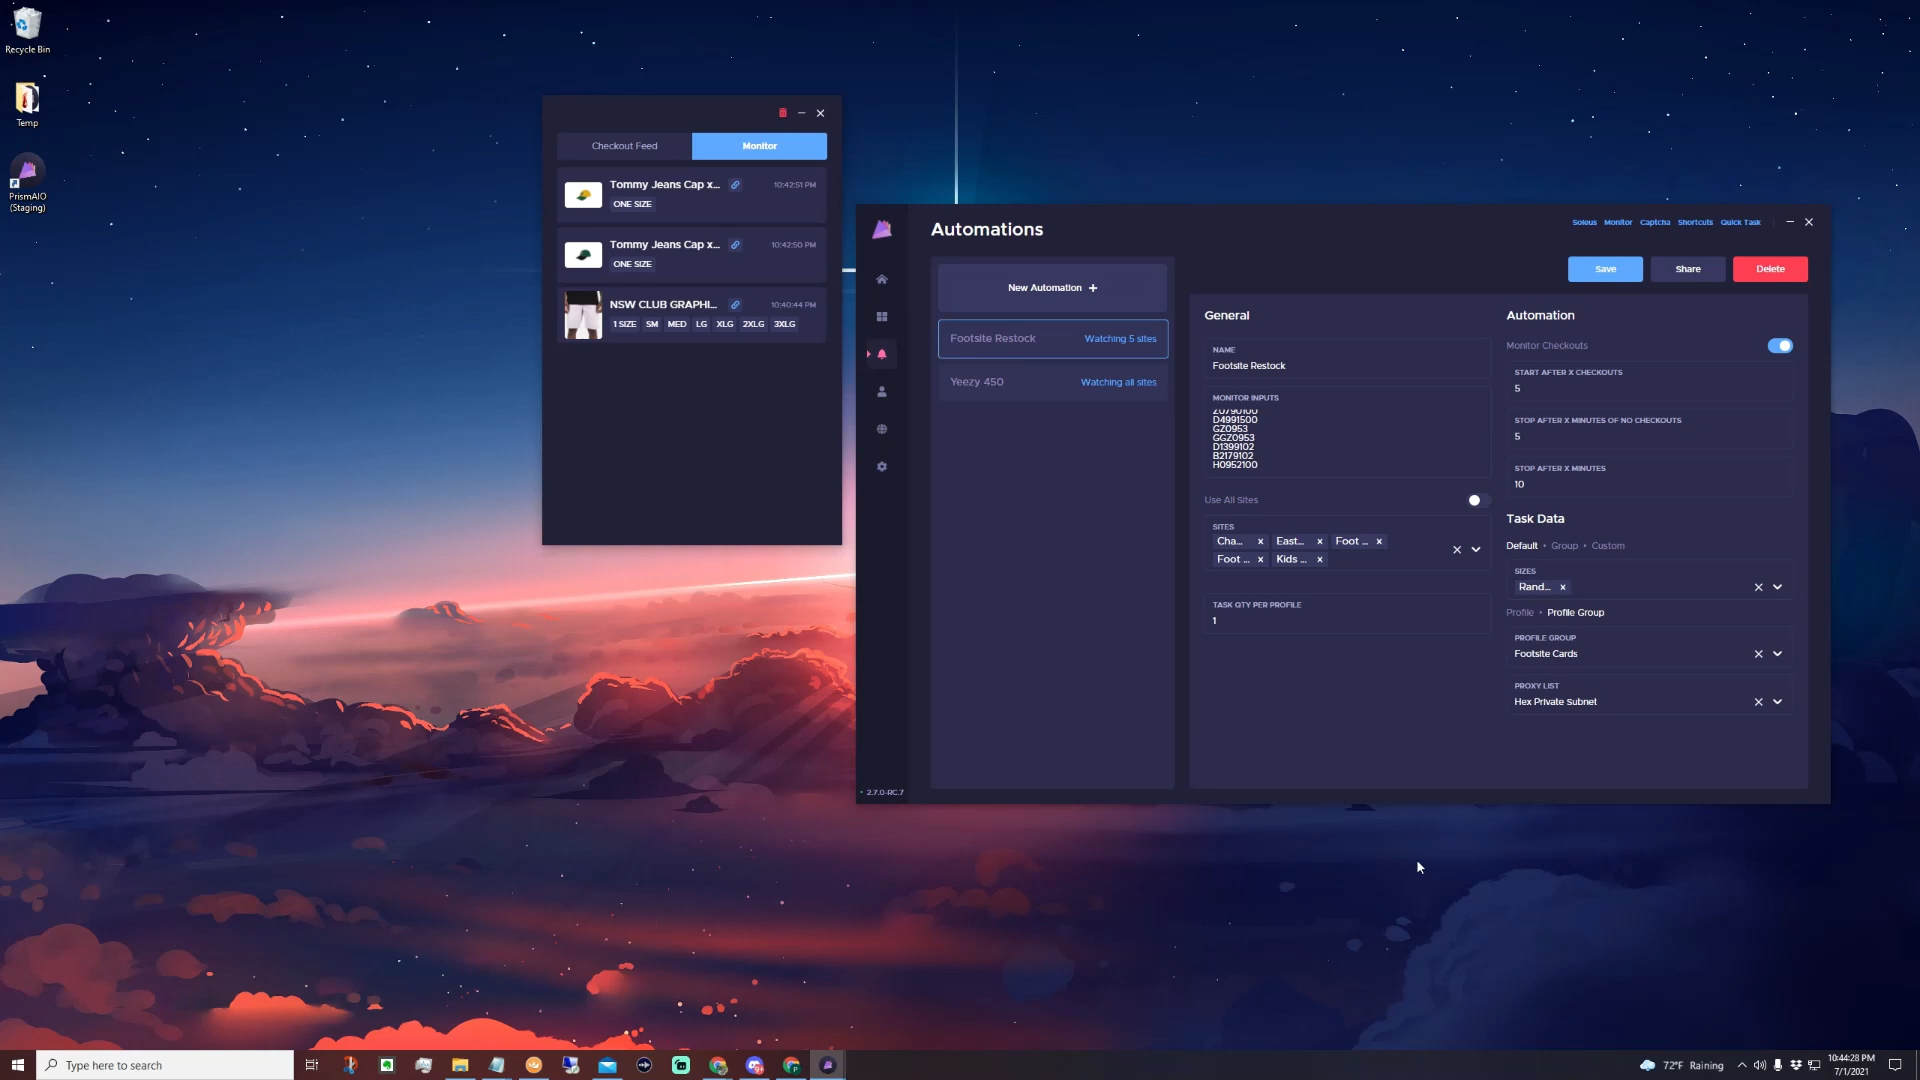 Recycle Bin
Temp
PrismAIO
(Staging)
Checkout Feed
Monitor
Tommy Jeans Cap x...
10:42:51 PM
ONE SIZE
Tommy Jeans Cap x...
10:42:50 PM
ONE SIZE
NSW CLUB GRAPHI...
10:40:44 PM
1 SIZE SM MED LG XLG 2XLG 3XLG
Automations
Soleus Monitor Captcha Shortcuts Quick Task
Save
Share
Delete
New Automation +
Footsite Restock
Watching 5 sites
Yeezy 450
Watching all sites
2.7.0-RC.7
General
NAME
Footsite Restock
MONITOR INPUTS
Z0790100
D4991500
GZ0953
GGZ0953
D1399102
B2179102
H0952100
Use All Sites
SITES
Cha... × East... × Foot ... ×
Foot ... × Kids ... ×
TASK QTY PER PROFILE
1
Automation
Monitor Checkouts
START AFTER X CHECKOUTS
5
STOP AFTER X MINUTES OF NO CHECKOUTS
5
STOP AFTER X MINUTES
10
Task Data
Default • Group • Custom
SIZES
Rand... ×
Profile • Profile Group
PROFILE GROUP
Footsite Cards
PROXY LIST
Hex Private Subnet
Type here to search
72°F Raining
10:44:28 PM
7/1/2021